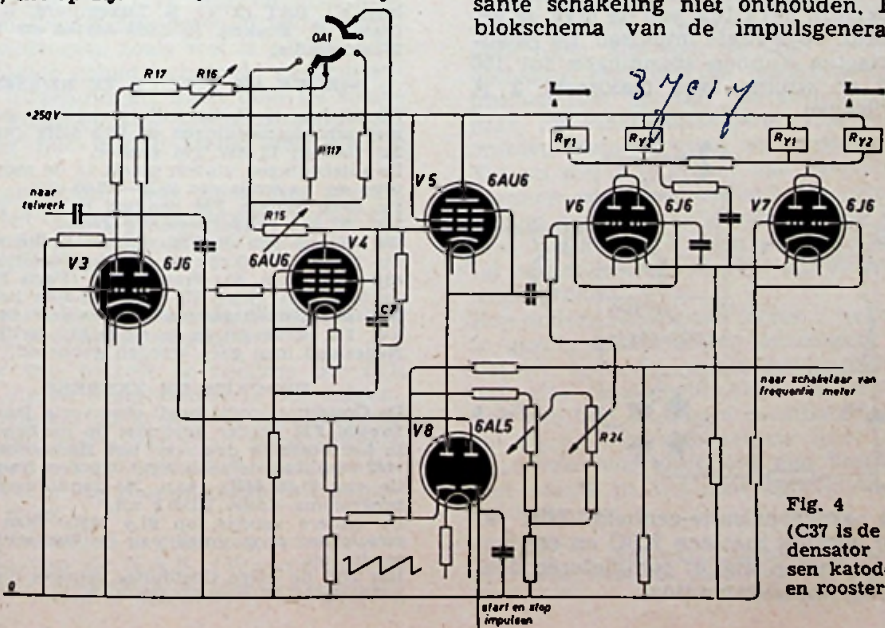 sante schakeling niet onthouden.
blokschema van de impulsgenera
OA1
R17
R16
+250V
R117
R15
naar
telwerk
V3
6J6
6AU6
V4
C7
V5
6AU6
A
A
RY1
RY2
RY1
RY2
V6
6J6
V7
6J6
V8
6AL5
R24
naar schakelaar van
frequentie meter
0
start en stop
impulsen
Fig. 4
(C37 is de
densator
sen katod
en rooster